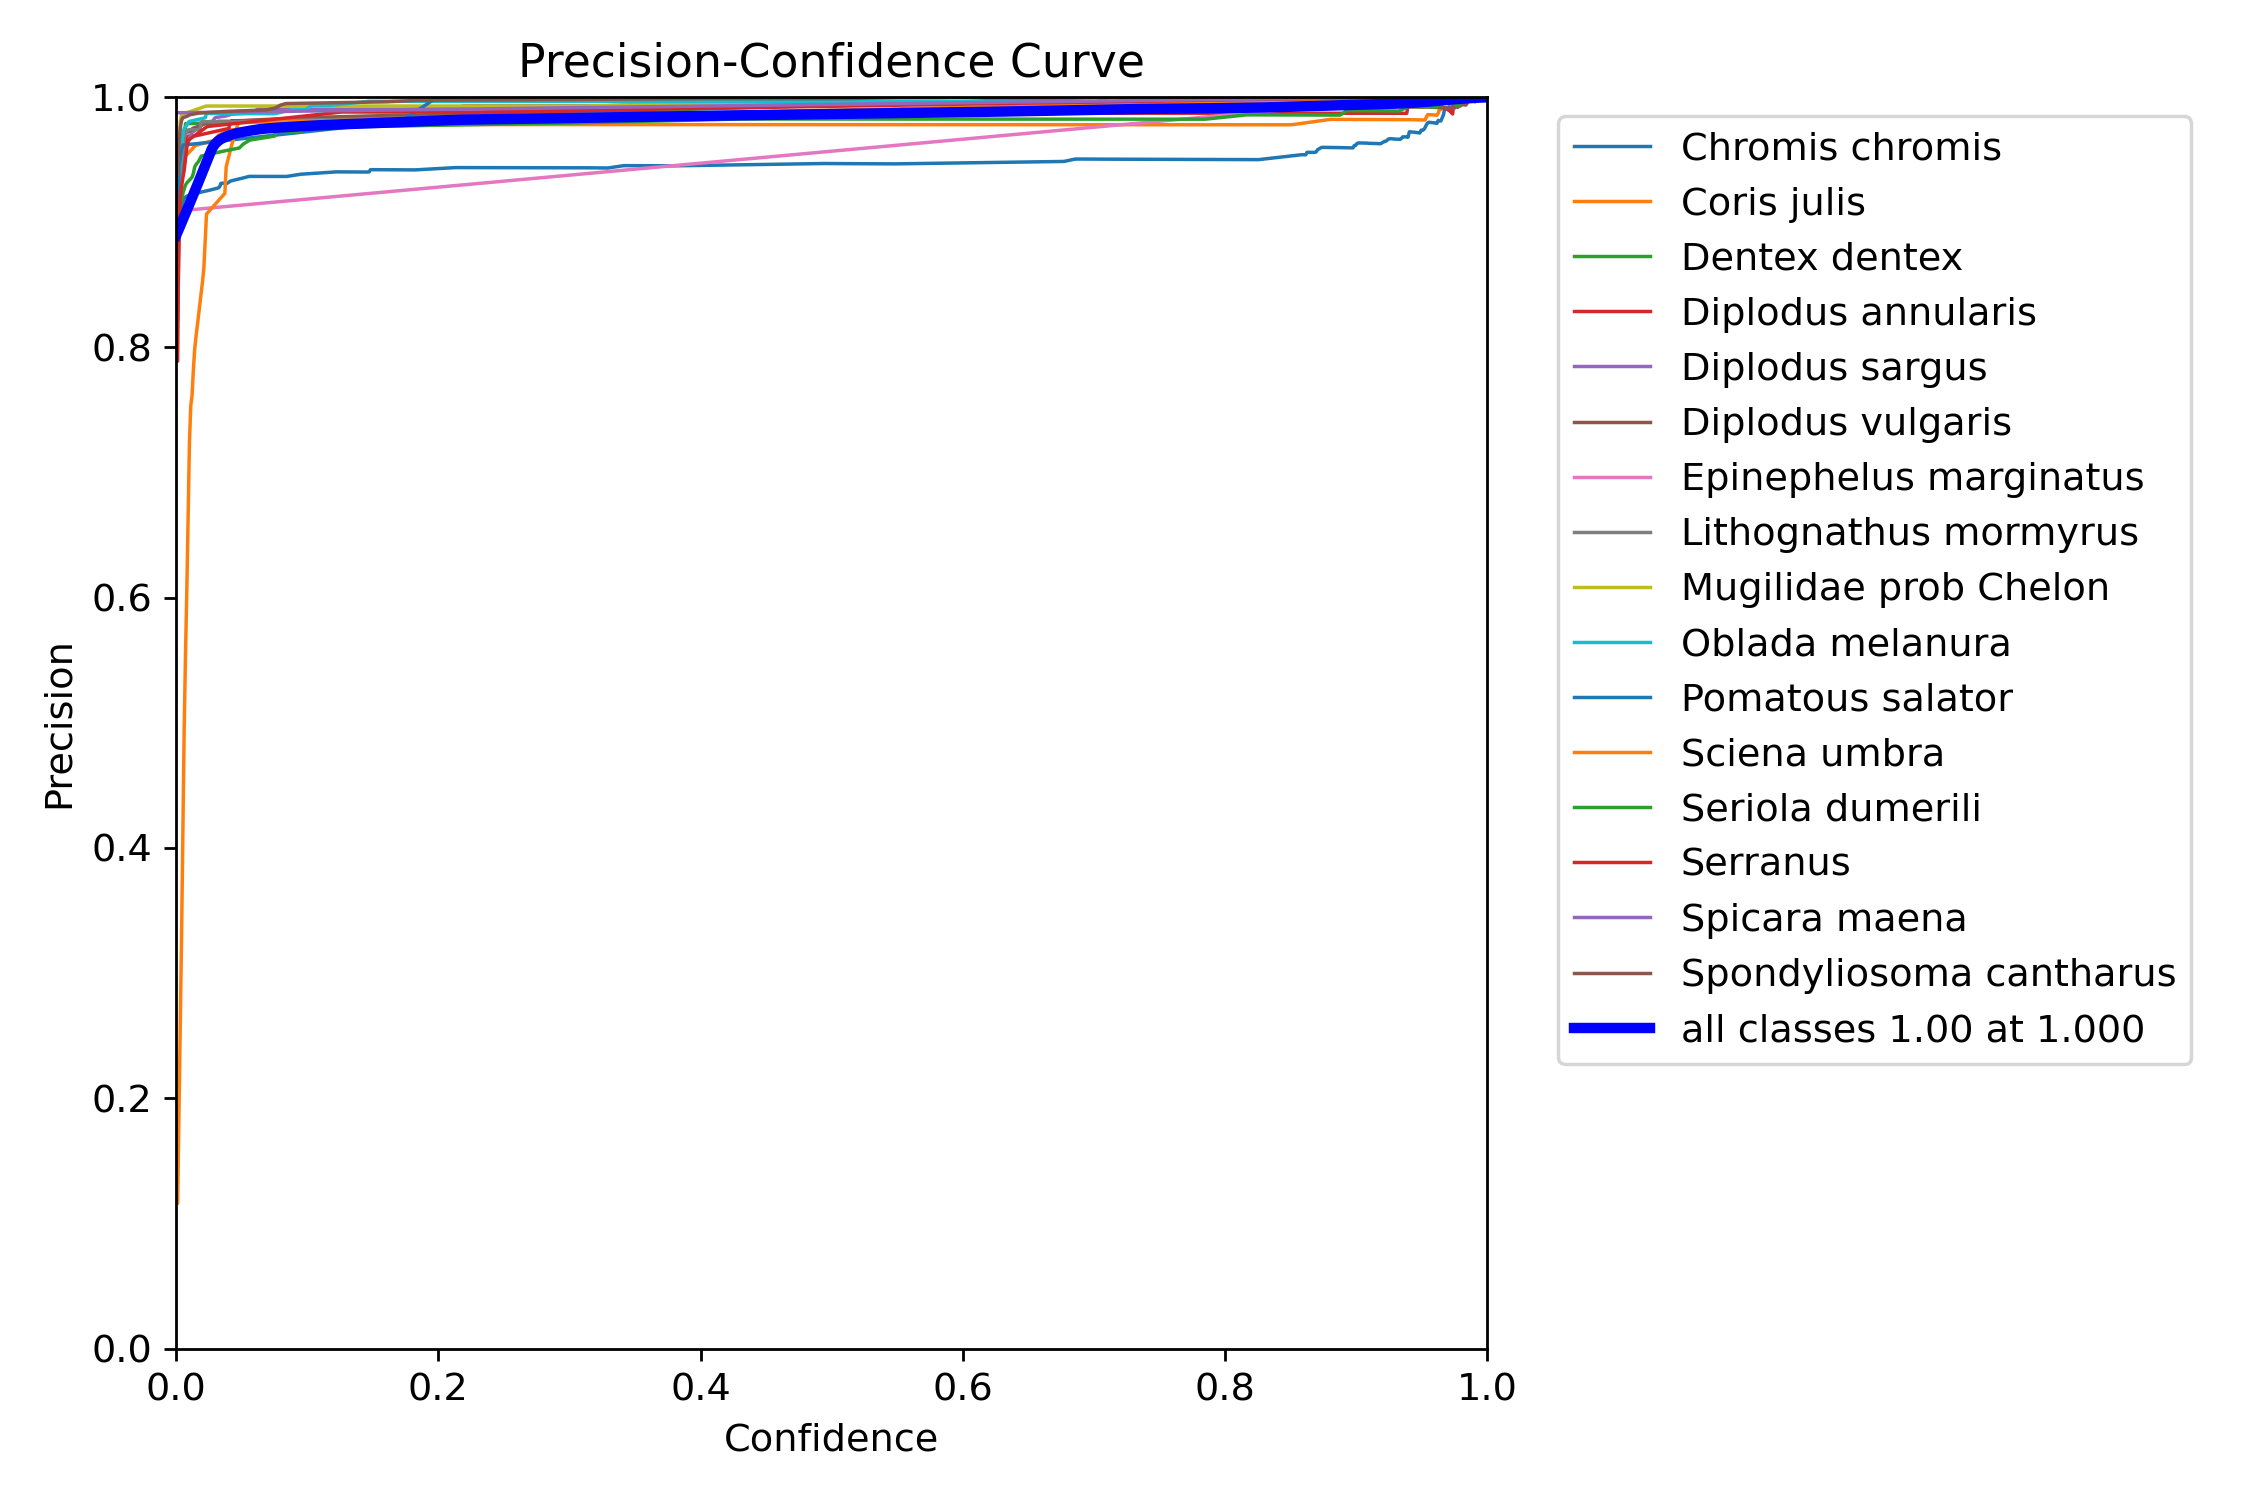 Precision-Confidence Curve
1.0
0.8
0.6
0.4
0.2
0.0
Precision
0.0 0.2 0.4 0.6 0.8 1.0
Confidence
Chromis chromis
Coris julis
Dentex dentex
Diplodus annularis
Diplodus sargus
Diplodus vulgaris
Epinephelus marginatus
Lithognathus mormyrus
Mugilidae prob Chelon
Oblada melanura
Pomatous salator
Sciena umbra
Seriola dumerili
Serranus
Spicara maena
Spondyliosoma cantharus
all classes 1.00 at 1.000